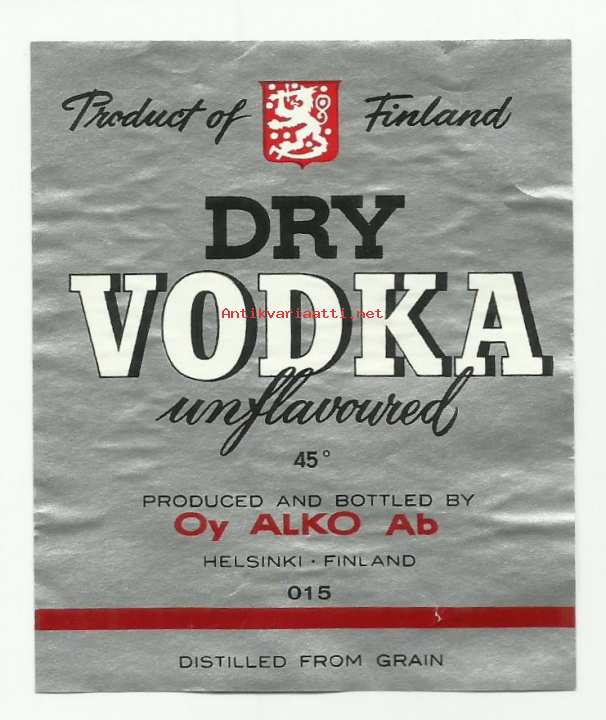 Product of Finland
DRY
VODKA
Antikvariaatti.net
unflavoured
45°
PRODUCED AND BOTTLED BY
Oy ALKO Ab
HELSINKI · FINLAND
015
DISTILLED FROM GRAIN